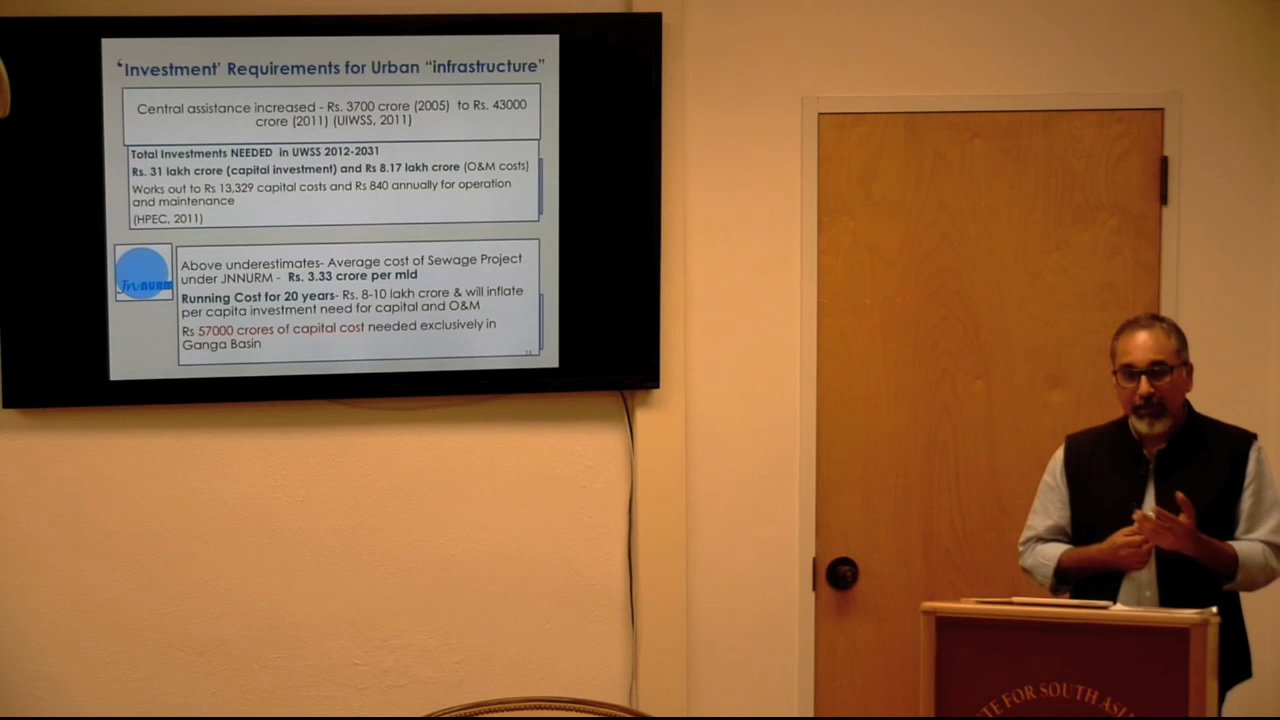 ‘Investment’ Requirements for Urban “infrastructure”
Central assistance increased - Rs. 3700 crore (2005) to Rs. 43000
crore (2011) (UIWSS, 2011)
Total Investments NEEDED in UWSS 2012-2031
Rs. 31 lakh crore (capital investment) and Rs 8.17 lakh crore (O&M costs)
Works out to Rs 13,329 capital costs and Rs 840 annually for operation
and maintenance
(HPEC, 2011)
Above underestimates- Average cost of Sewage Project
under JNNURM - Rs. 3.33 crore per mld
Running Cost for 20 years- Rs. 8-10 lakh crore & will inflate
per capita investment need for capital and O&M
Rs 57000 crores of capital cost needed exclusively in
Ganga Basin
FOR SOUTH